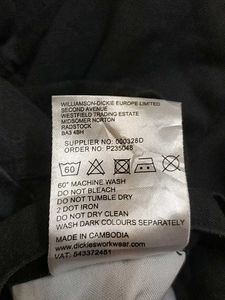 WILLIAMSON-DICKIE EUROPE LIMITED
SECOND AVENUE
WESTFIELD TRADING ESTATE
MIDSOMER NORTON
RADSTOCK
BA3 4BH
SUPPLIER NO: 000328D
ORDER NO: P235048
60
60° MACHINE WASH
DO NOT BLEACH
DO NOT TUMBLE DRY
2 DOT IRON
DO NOT DRY CLEAN
WASH DARK COLOURS SEPARATELY
MADE IN CAMBODIA
www.dickiesworkwear.com
VAT: 543372451